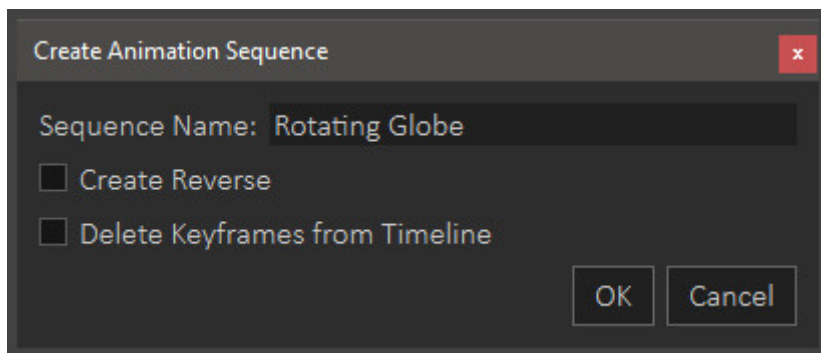 Create Animation Sequence x
Sequence Name: Rotating Globe
Create Reverse
Delete Keyframes from Timeline
OK Cancel